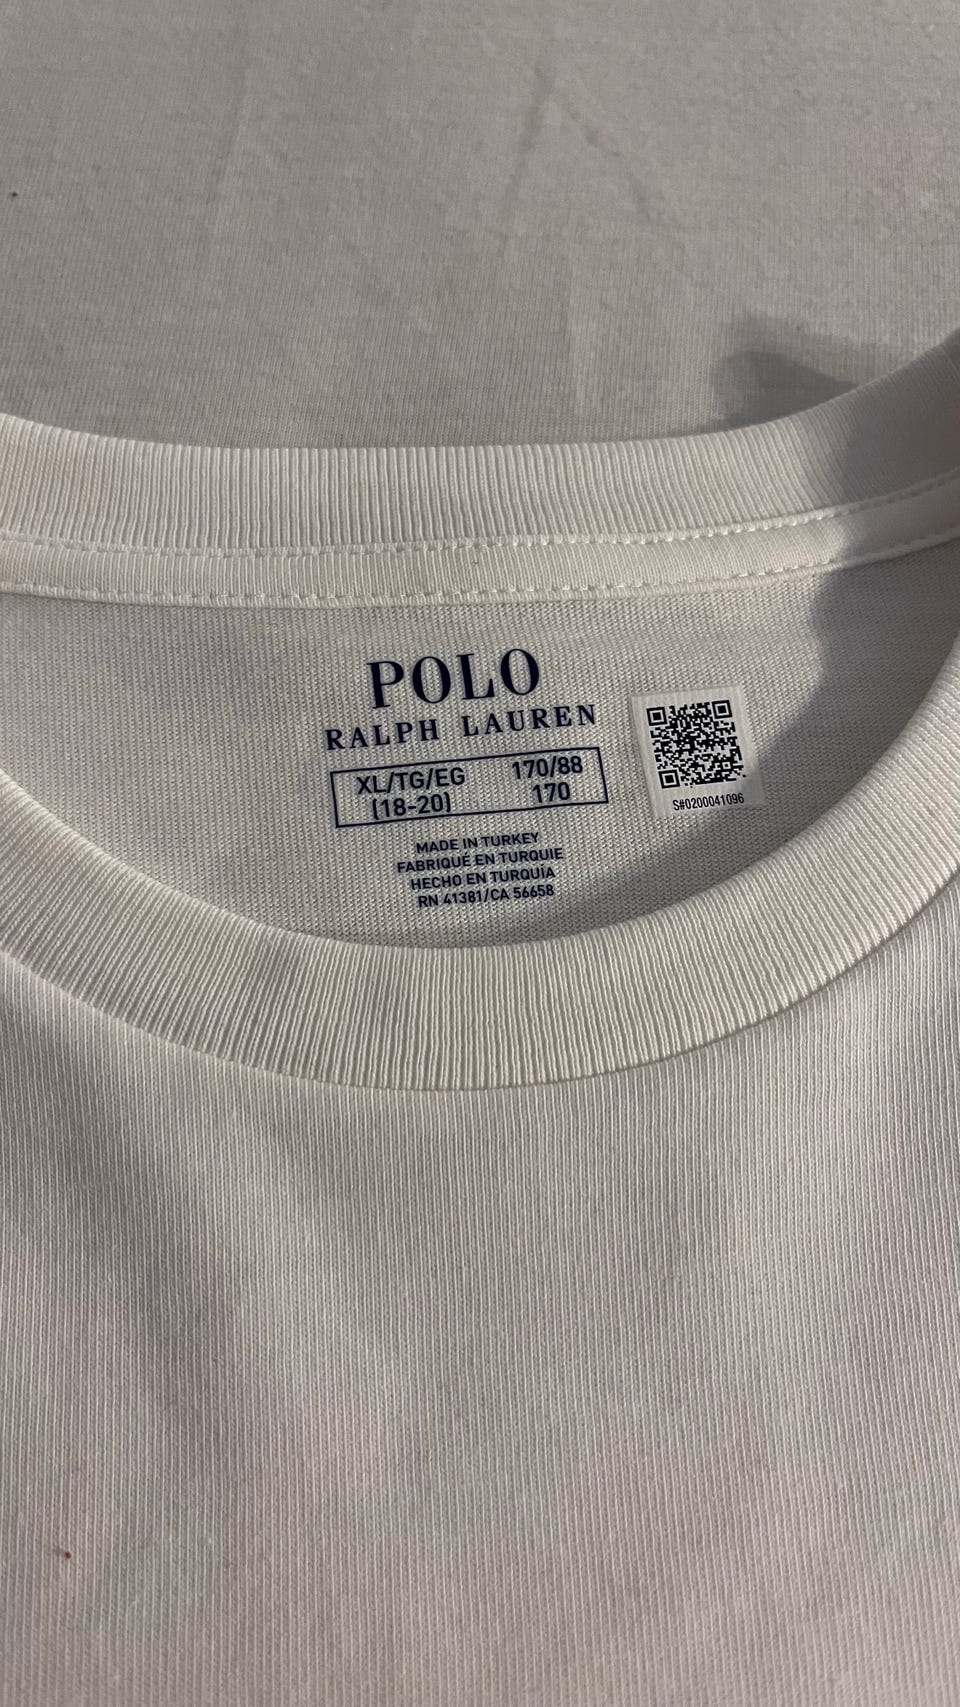 POLO
RALPH LAUREN
XL/TG/EG 170/88
(18-20) 170
MADE IN TURKEY
FABRIQUÉ EN TURQUIE
HECHO EN TURQUÍA
RN 41381/CA 56658
S#0200041096